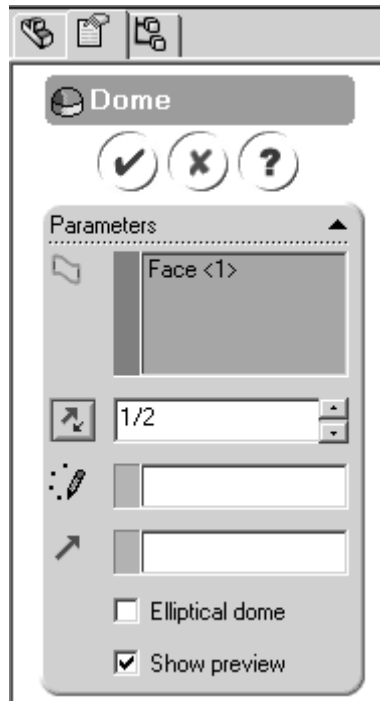 Dome
?
Parameters
Face <1>
1/2
Elliptical dome
Show preview